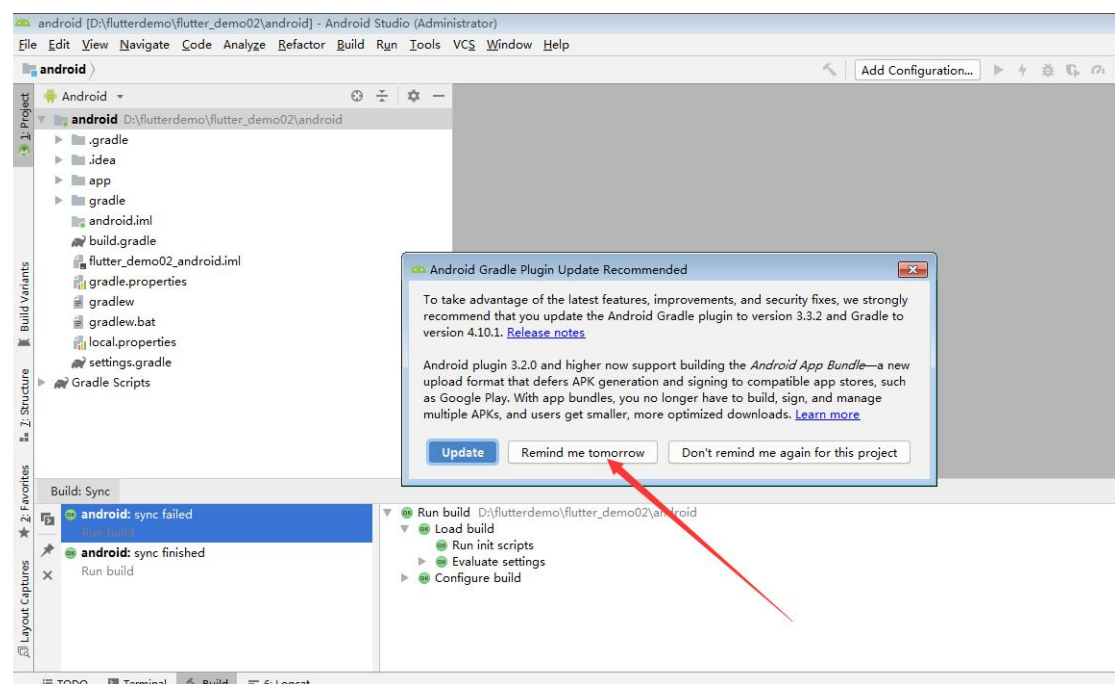 android [D:\flutterdemo\flutter_demo02\android] - Android Studio (Administrator)
File Edit View Navigate Code Analyze Refactor Build Run Tools VCS Window Help
android
Add Configuration...
1: Project
Android
android D:\flutterdemo\flutter_demo02\android
.gradle
.idea
app
gradle
android.iml
build.gradle
flutter_demo02_android.iml
gradle.properties
gradlew
gradlew.bat
local.properties
settings.gradle
Gradle Scripts
Build Variants
Z: Structure
2: Favorites
Layout Captures
Android Gradle Plugin Update Recommended
To take advantage of the latest features, improvements, and security fixes, we strongly
recommend that you update the Android Gradle plugin to version 3.3.2 and Gradle to
version 4.10.1. Release notes
Android plugin 3.2.0 and higher now support building the Android App Bundle—a new
upload format that defers APK generation and signing to compatible app stores, such
as Google Play. With app bundles, you no longer have to build, sign, and manage
multiple APKs, and users get smaller, more optimized downloads. Learn more
Update
Remind me tomorrow
Don't remind me again for this project
Build: Sync
android: sync failed
Run build
android: sync finished
Run build
Run build D:\flutterdemo\flutter_demo02\android
Load build
Run init scripts
Evaluate settings
Configure build
TODO Terminal Build 6: Logcat